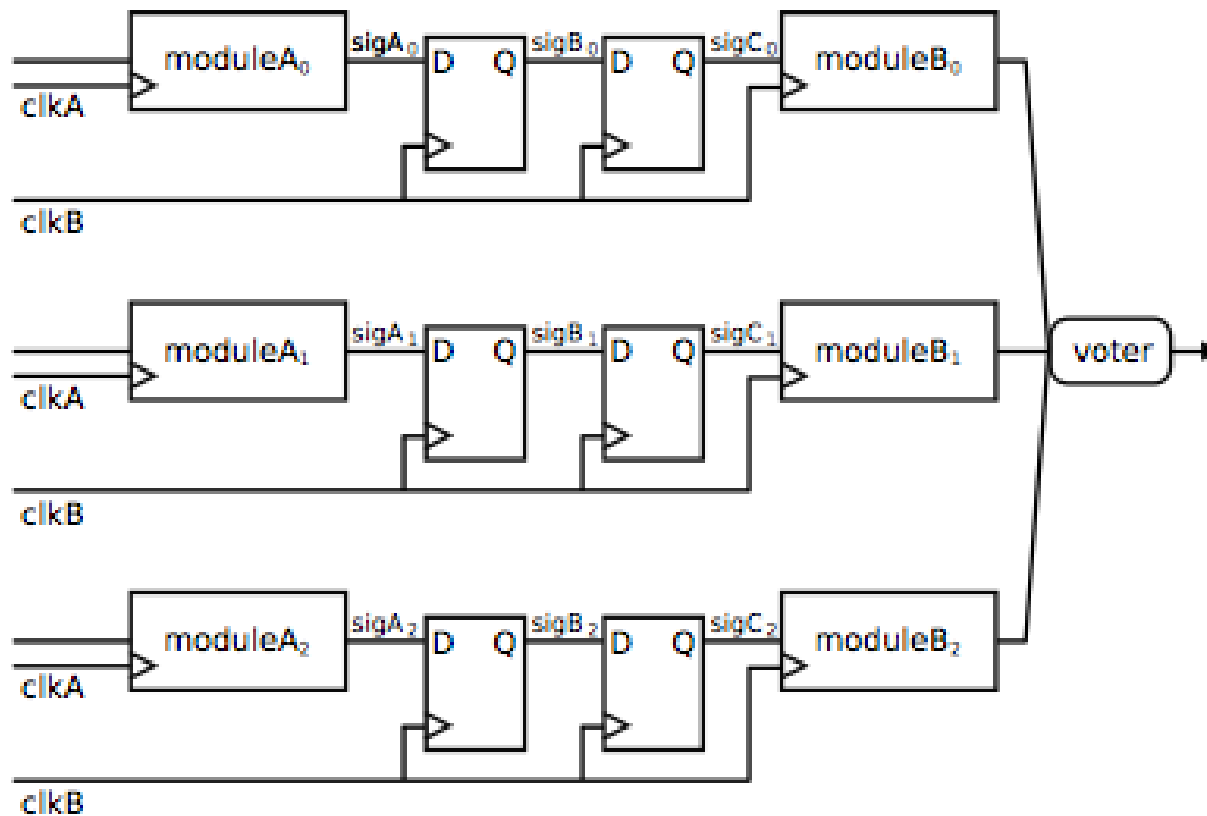 moduleA₀ sigA₀ D Q sigB₀ D Q sigC₀ moduleB₀
clkA
clkB
moduleA₁ sigA₁ D Q sigB₁ D Q sigC₁ moduleB₁ voter
clkA
clkB
moduleA₂ sigA₂ D Q sigB₂ D Q sigC₂ moduleB₂
clkA
clkB